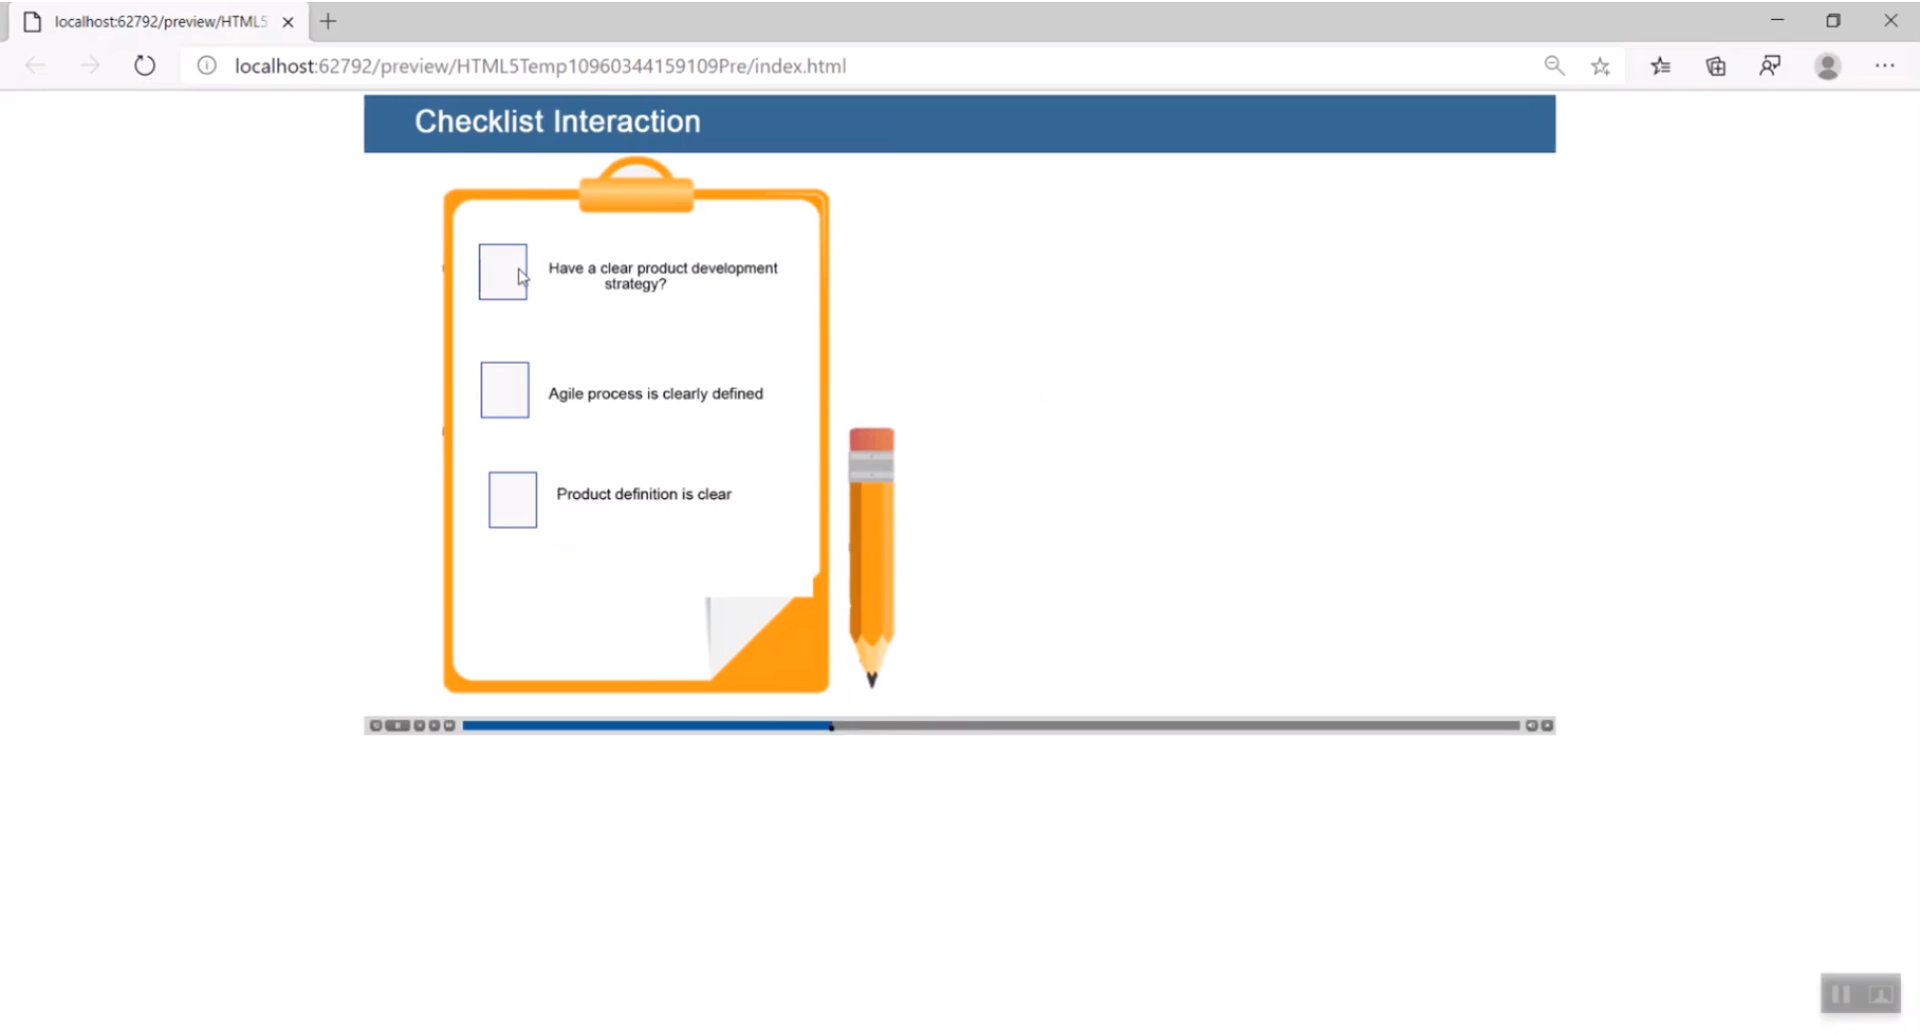 localhost:62792/preview/HTML5
localhost:62792/preview/HTML5Temp10960344159109Pre/index.html
Checklist Interaction
Have a clear product development
strategy?
Agile process is clearly defined
Product definition is clear